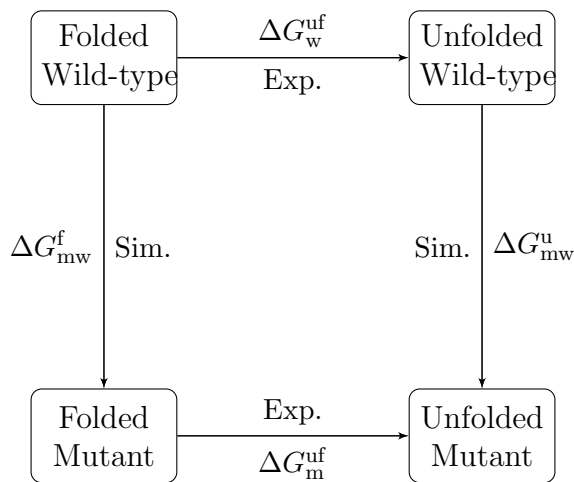 Folded
Wild-type
ΔG_w^uf
Exp.
Unfolded
Wild-type
ΔG_mw^f
Sim.
Sim.
ΔG_mw^u
Folded
Mutant
Exp.
ΔG_m^uf
Unfolded
Mutant